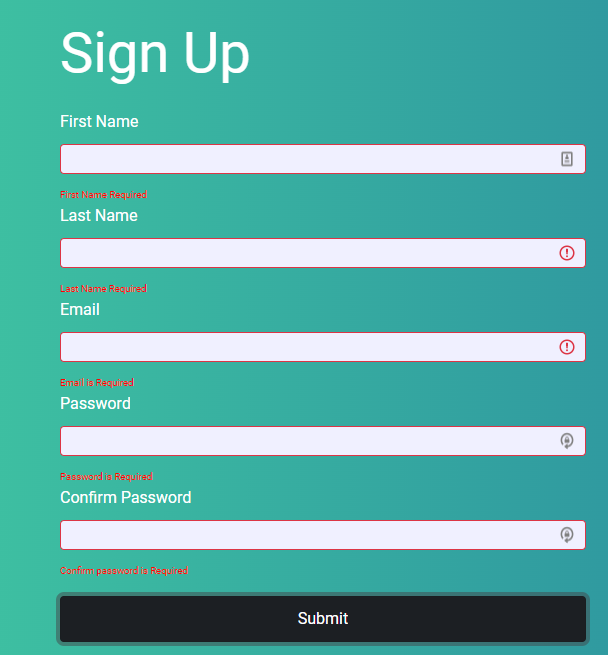 Sign Up
First Name
First Name Required
Last Name
Last Name Required
Email
Email is Required
Password
Password is Required
Confirm Password
Confirm password is Required
Submit